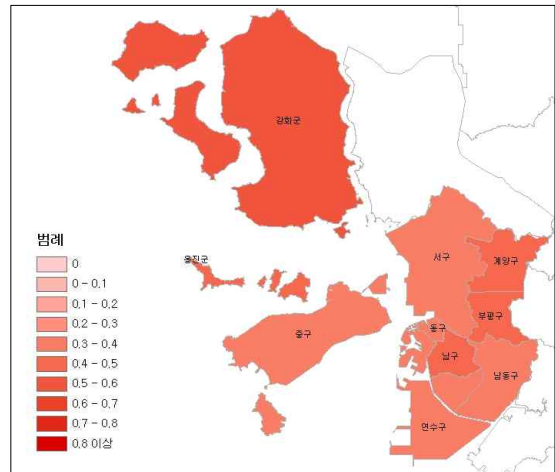 강화군
옹진군
서구
계양구
부평구
동구
중구
남구
남동구
연수구
범례
0
0 - 0.1
0.1 - 0.2
0.2 - 0.3
0.3 - 0.4
0.4 - 0.5
0.5 - 0.6
0.6 - 0.7
0.7 - 0.8
0.8 이상